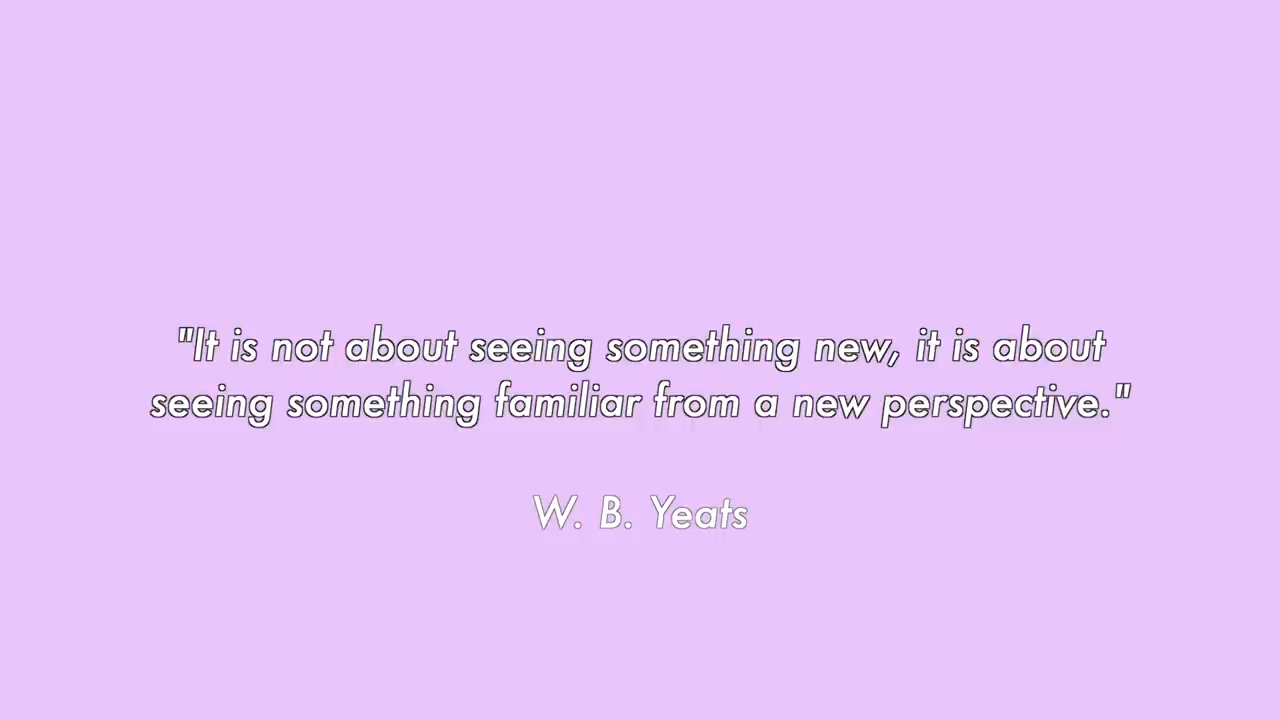 "It is not about seeing something new, it is about
seeing something familiar from a new perspective."
W. B. Yeats